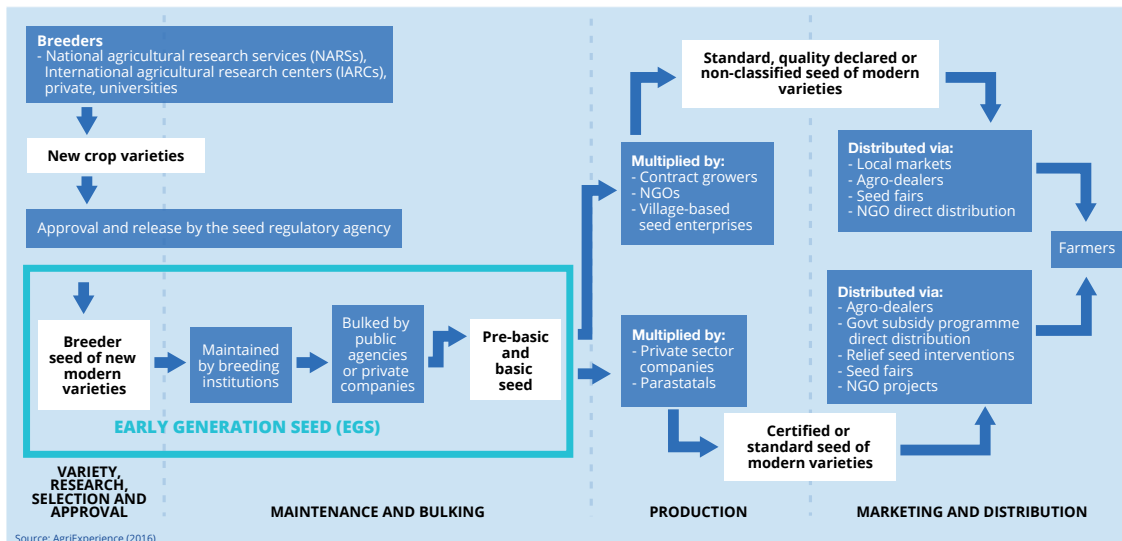 Breeders
- National agricultural research services (NARSs),
International agricultural research centers (IARCs),
private, universities
New crop varieties
Approval and release by the seed regulatory agency
Breeder
seed of new
modern
varieties
Maintained
by breeding
institutions
Bulked by
public
agencies
or private
companies
Pre-basic
and
basic
seed
EARLY GENERATION SEED (EGS)
Standard, quality declared or
non-classified seed of modern
varieties
Multiplied by:
- Contract growers
- NGOs
- Village-based
seed enterprises
Distributed via:
- Local markets
- Agro-dealers
- Seed fairs
- NGO direct distribution
Farmers
Multiplied by:
- Private sector
companies
- Parastatals
Distributed via:
- Agro-dealers
- Govt subsidy programme
direct distribution
- Relief seed interventions
- Seed fairs
- NGO projects
Certified or
standard seed of
modern varieties
VARIETY,
RESEARCH,
SELECTION AND
APPROVAL
MAINTENANCE AND BULKING
PRODUCTION
MARKETING AND DISTRIBUTION
Source: AgriExperience (2016)